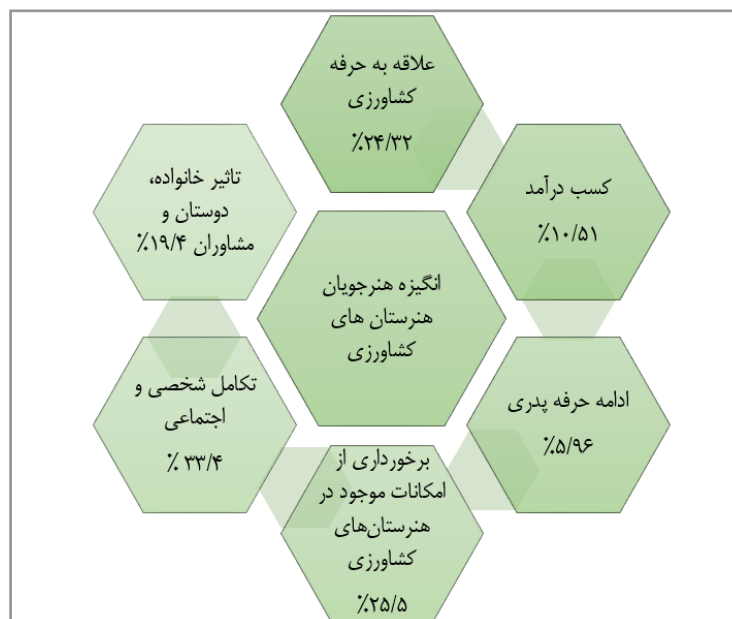 علاقه به حرفه
کشاورزی
٪۲۴/۳۲
کسب درآمد
٪۱۰/۵۱
ادامه حرفه پدری
٪۵/۹۶
برخورداری از
امکانات موجود در
هنرستان‌های
کشاورزی
٪۲۵/۵
تکامل شخصی و
اجتماعی
۳۳/۴ ٪
تاثیر خانواده،
دوستان و
مشاوران ۱۹/۴٪
انگیزه هنرجویان
هنرستان های
کشاورزی